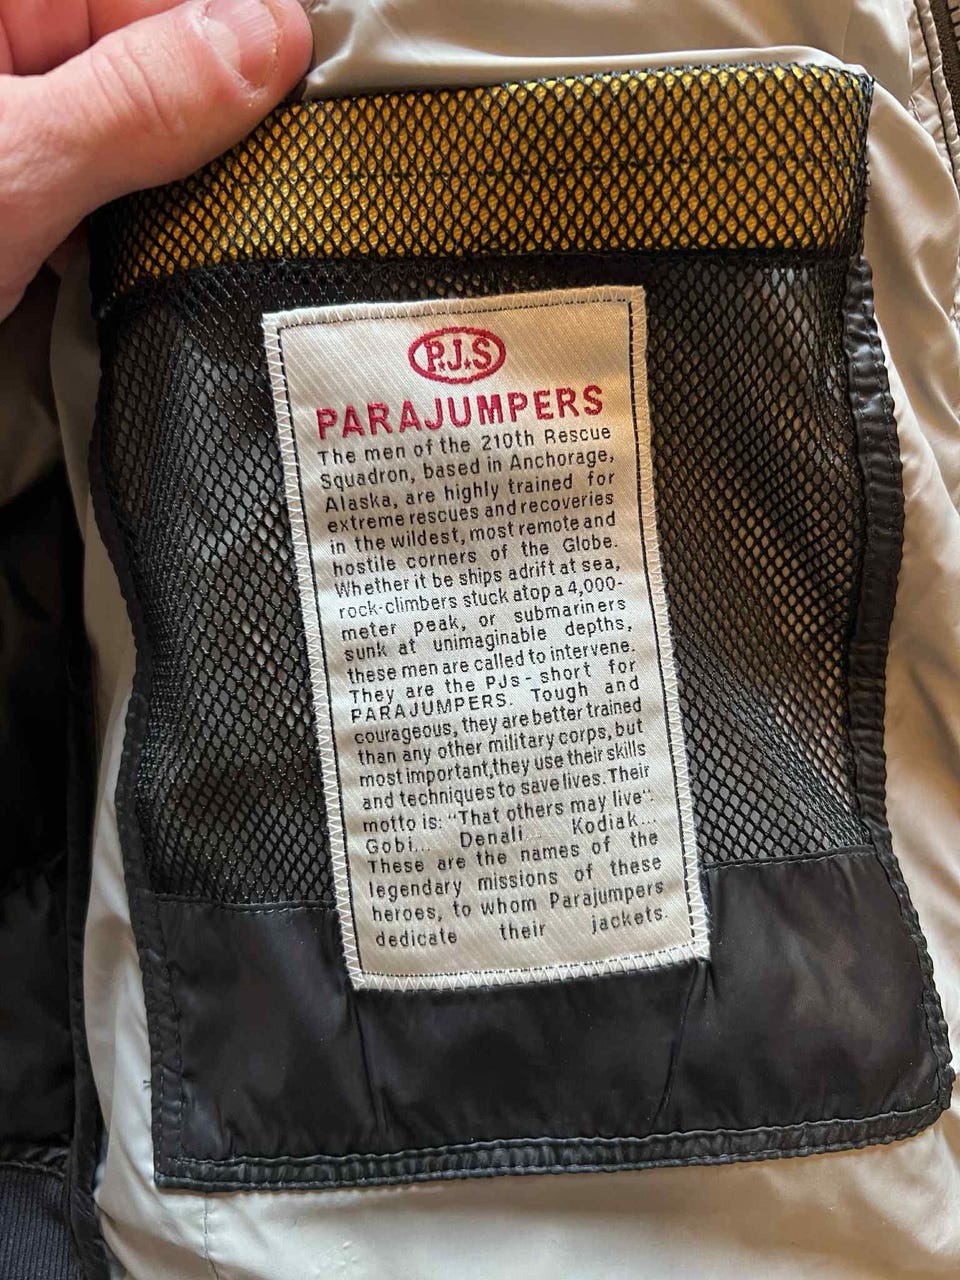 P.J.S
PARAJUMPERS
The men of the 210th Rescue
Squadron, based in Anchorage,
Alaska, are highly trained for
extreme rescues and recoveries
in the wildest, most remote and
hostile corners of the Globe.
Whether it be ships adrift at sea,
rock-climbers stuck atop a 4,000-
meter peak, or submariners
sunk at unimaginable depths,
these men are called to intervene.
They are the PJs - short for
PARAJUMPERS. Tough and
courageous, they are better trained
than any other military corps, but
most important,they use their skills
and techniques to save lives. Their
motto is: "That others may live":
Gobi... Denali... Kodiak...
These are the names of the
legendary missions of these
heroes, to whom Parajumpers
dedicate their jackets.